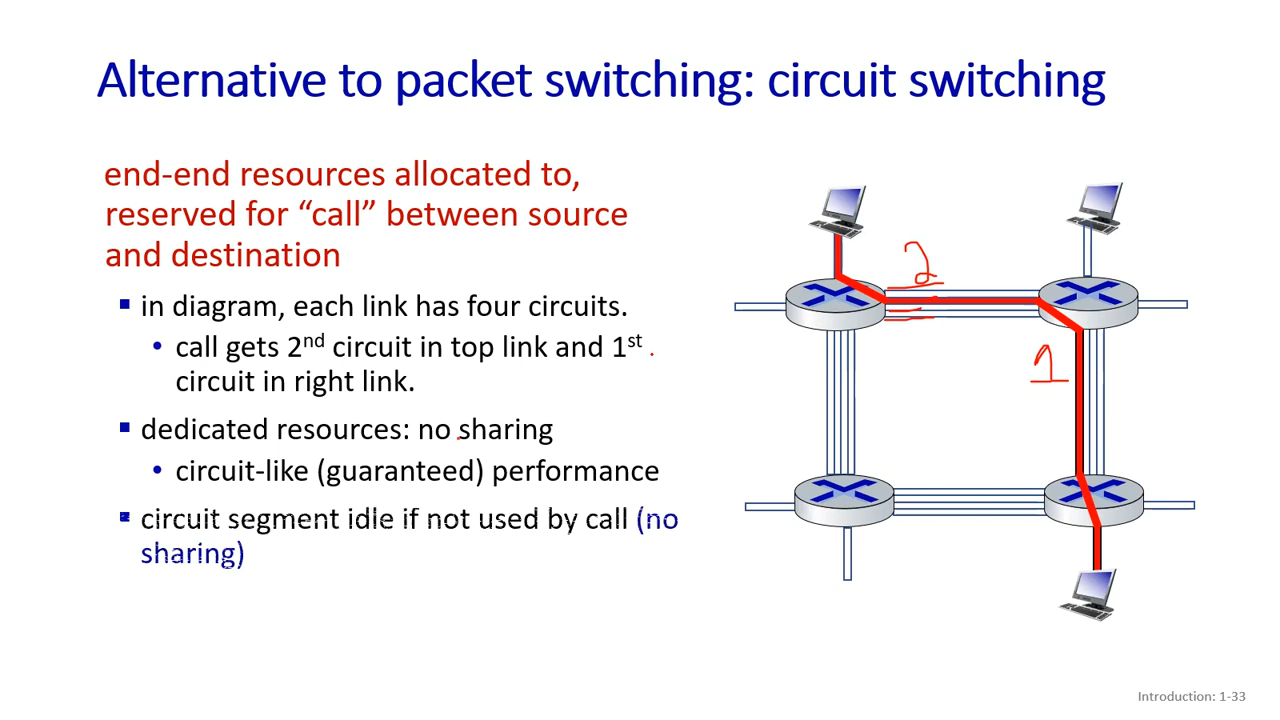 Alternative to packet switching: circuit switching
end-end resources allocated to,
reserved for “call” between source
and destination
▪ in diagram, each link has four circuits.
• call gets 2nd circuit in top link and 1st
circuit in right link.
▪ dedicated resources: no sharing
• circuit-like (guaranteed) performance
▪ circuit segment idle if not used by call (no
sharing)
2
1
Introduction: 1-33